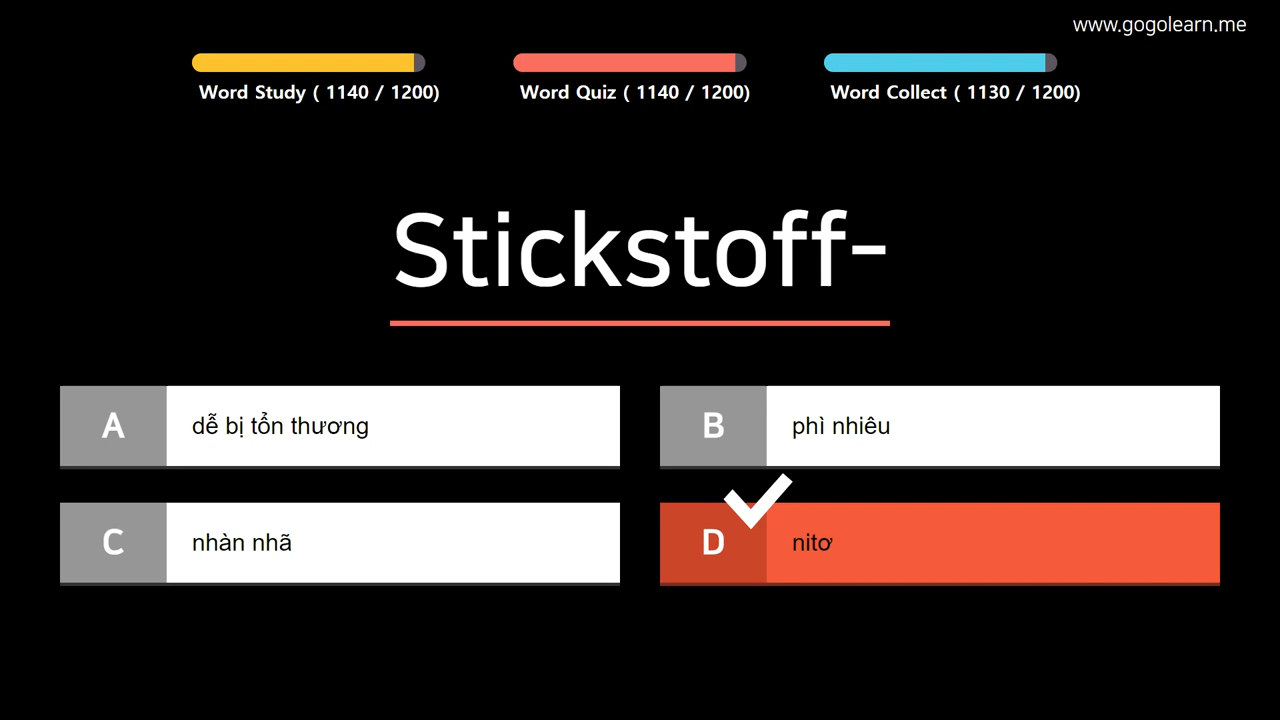 www.gogolearn.me
Word Study ( 1140 / 1200)
Word Quiz ( 1140 / 1200)
Word Collect ( 1130 / 1200)
Stickstoff-
A dễ bị tổn thương
B phì nhiêu
C nhàn nhã
D nitơ